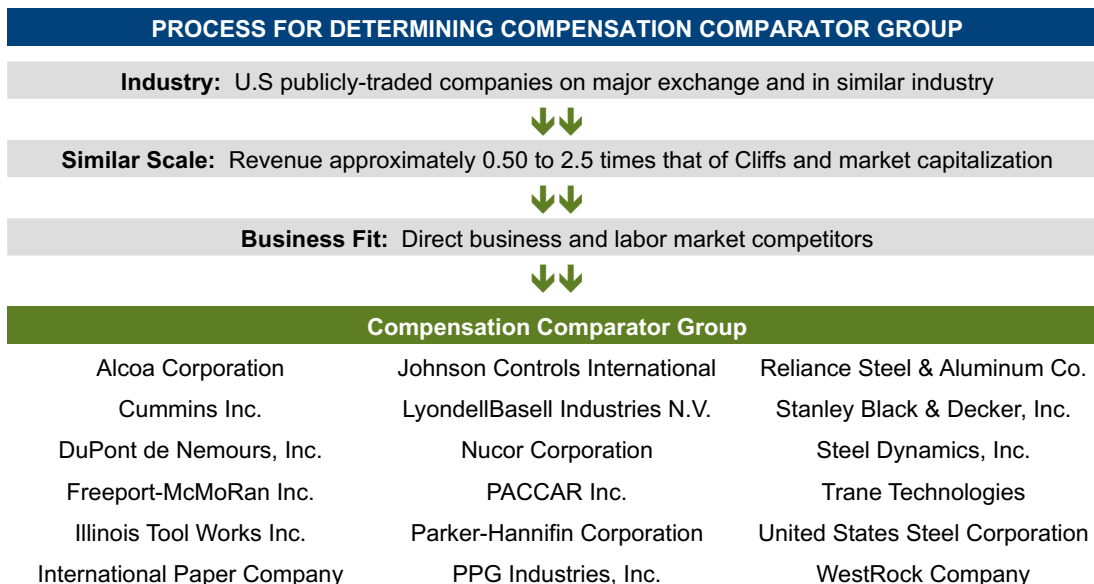 PROCESS FOR DETERMINING COMPENSATION COMPARATOR GROUP
Industry: U.S publicly-traded companies on major exchange and in similar industry
Similar Scale: Revenue approximately 0.50 to 2.5 times that of Cliffs and market capitalization
Business Fit: Direct business and labor market competitors
Compensation Comparator Group
Alcoa Corporation Johnson Controls International Reliance Steel & Aluminum Co.
Cummins Inc. LyondellBasell Industries N.V. Stanley Black & Decker, Inc.
DuPont de Nemours, Inc. Nucor Corporation Steel Dynamics, Inc.
Freeport-McMoRan Inc. PACCAR Inc. Trane Technologies
Illinois Tool Works Inc. Parker-Hannifin Corporation United States Steel Corporation
International Paper Company PPG Industries, Inc. WestRock Company